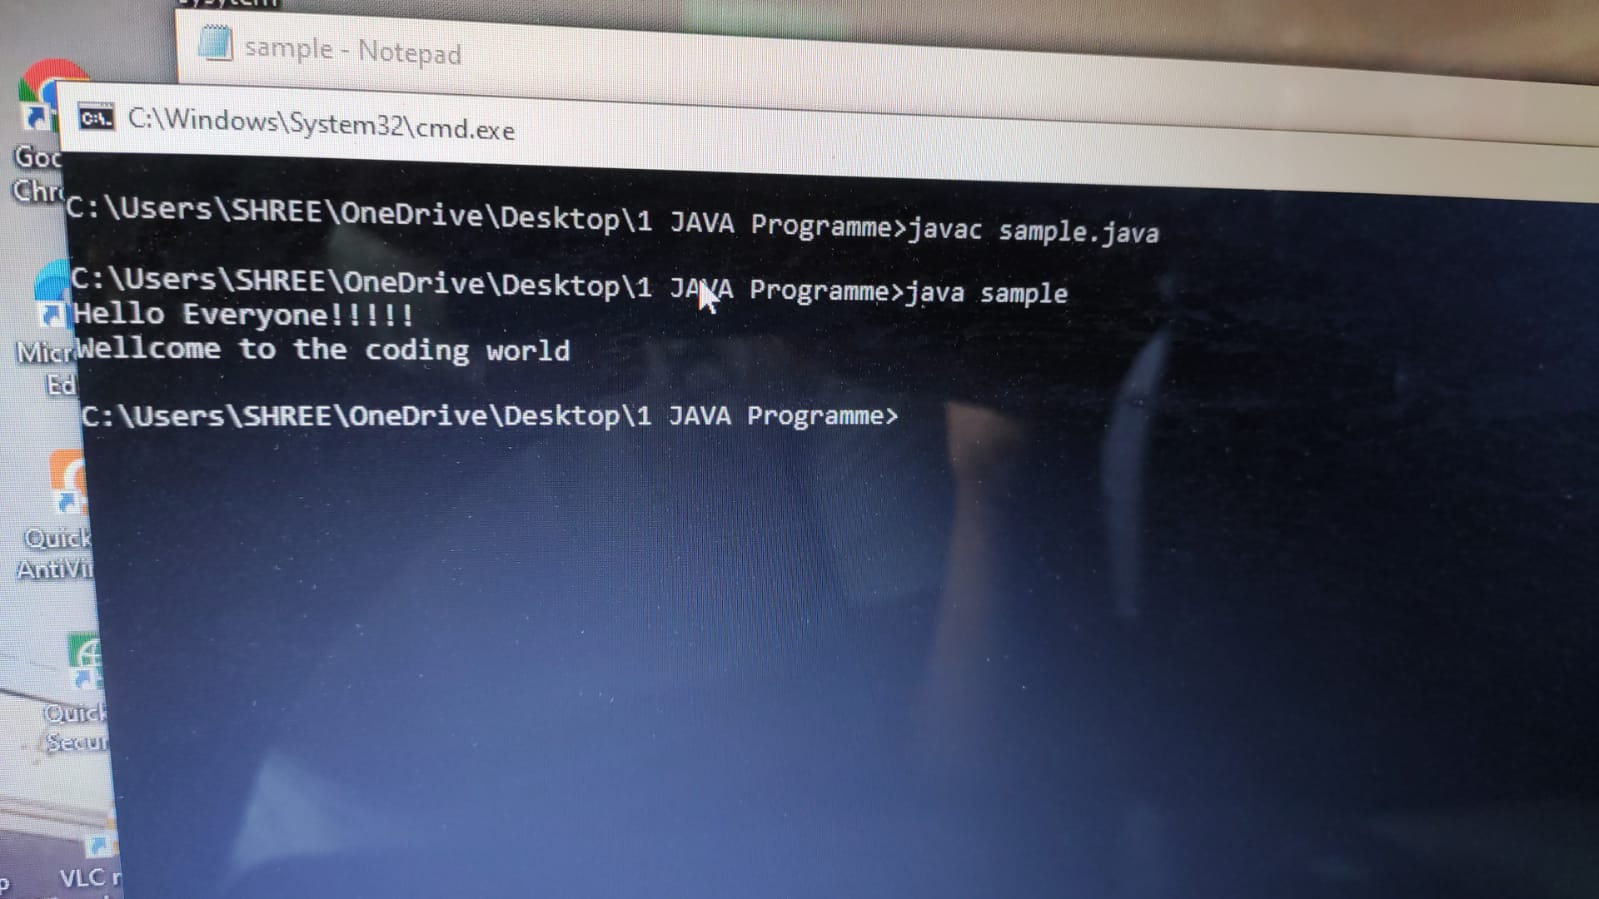 sample - Notepad
C:\Windows\System32\cmd.exe
C:\Users\SHREE\OneDrive\Desktop\1 JAVA Programme>javac sample.java
C:\Users\SHREE\OneDrive\Desktop\1 JAVA Programme>java sample
Hello Everyone!!!!!
Wellcome to the coding world
C:\Users\SHREE\OneDrive\Desktop\1 JAVA Programme>
Goo
Chr
Micr
Ed
Quick
AntiVi
Quick
Secur
VLC